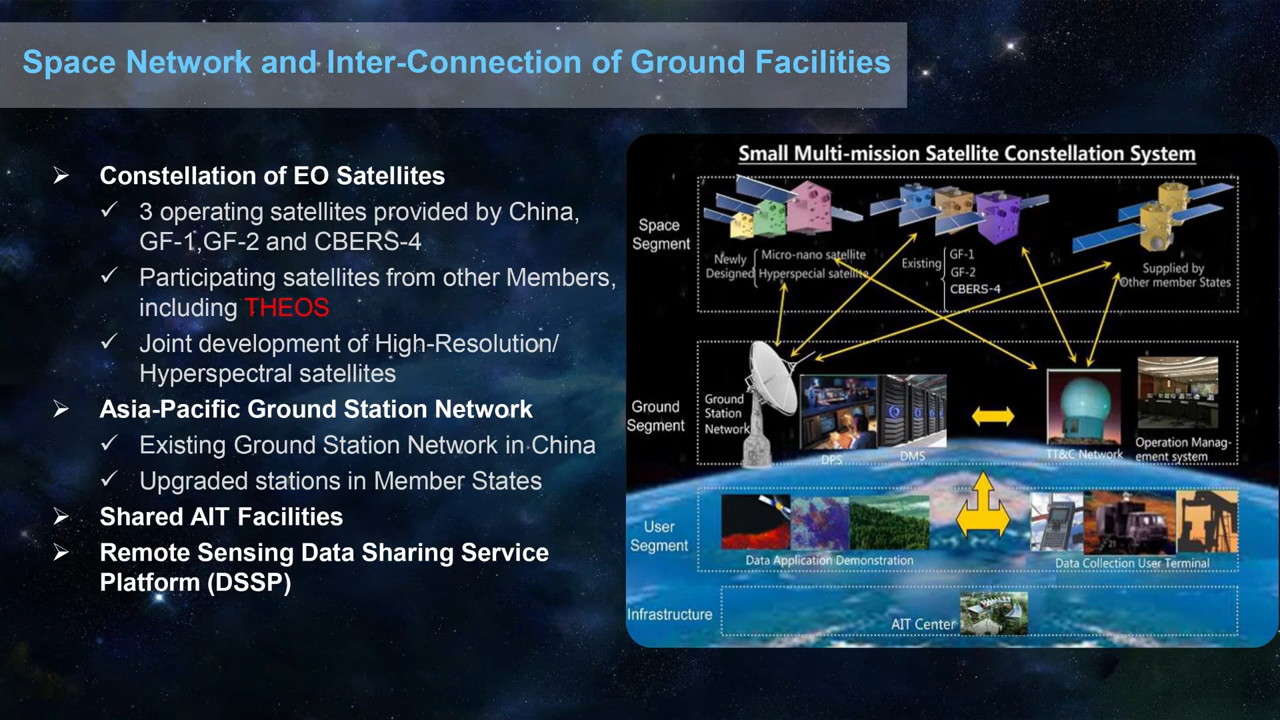 Space Network and Inter-Connection of Ground Facilities
➢ Constellation of EO Satellites
✓ 3 operating satellites provided by China,
GF-1,GF-2 and CBERS-4
✓ Participating satellites from other Members,
including THEOS
✓ Joint development of High-Resolution/
Hyperspectral satellites
➢ Asia-Pacific Ground Station Network
✓ Existing Ground Station Network in China
✓ Upgraded stations in Member States
➢ Shared AIT Facilities
➢ Remote Sensing Data Sharing Service
Platform (DSSP)
Small Multi-mission Satellite Constellation System
Space
Segment
Newly
Designed
Micro-nano satellite
Hyperspecial satellite
Existing
GF-1
GF-2
CBERS-4
Supplied by
Other member States
Ground
Segment
Ground
Station
Network
DPS
DMS
TT&C Network
Operation Manag-
ement system
User
Segment
Data Application Demonstration
Data Collection User Terminal
Infrastructure
AIT Center